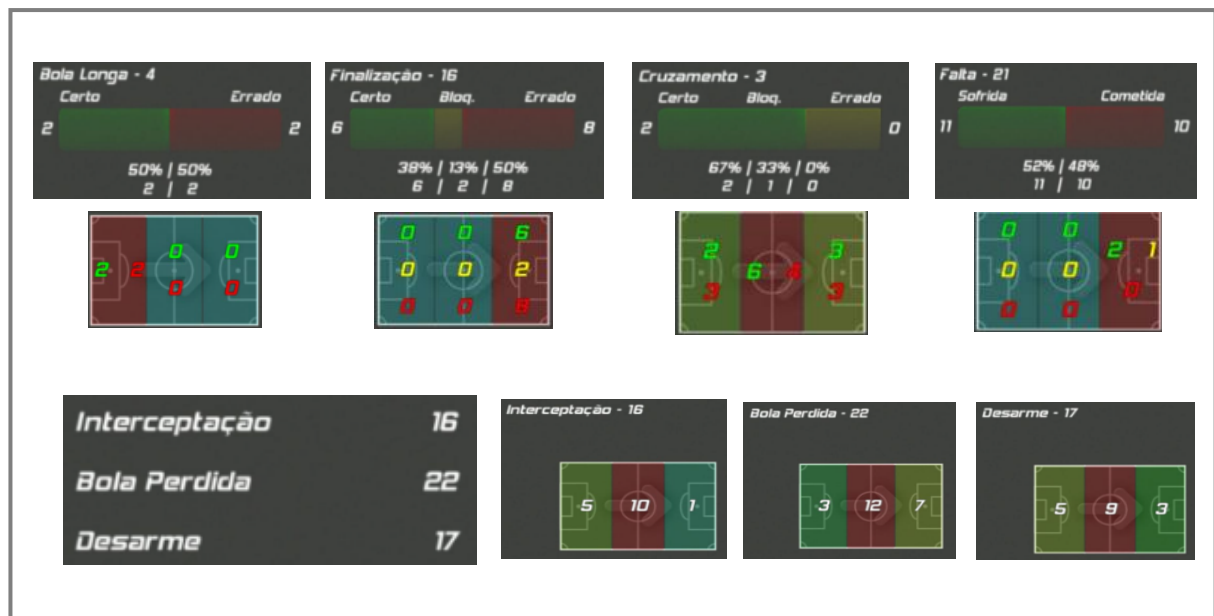 Bola Longa - 4
Certo Errado
2 2
50% | 50%
2 | 2
Finalização - 16
Certo Bloq. Errado
6 8
38% | 13% | 50%
6 | 2 | 8
Cruzamento - 3
Certo Bloq. Errado
2 0
67% | 33% | 0%
2 | 1 | 0
Falta - 21
Sofrida Cometida
11 10
52% | 48%
11 | 10
0 0
2 2
0 0
0 0 6
0 0 2
0 0 8
2 3
6 4
3 3
0 0
2 1
0 0
0
0 0
Interceptação 16
Bola Perdida 22
Desarme 17
Interceptação - 16
5 10 1
Bola Perdida - 22
3 12 7
Desarme - 17
5 9 3